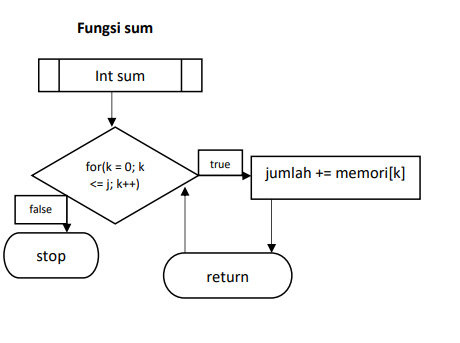 Fungsi sum
Int sum
for(k = 0; k
<= j; k++)
true
jumlah += memori[k]
false
stop
return